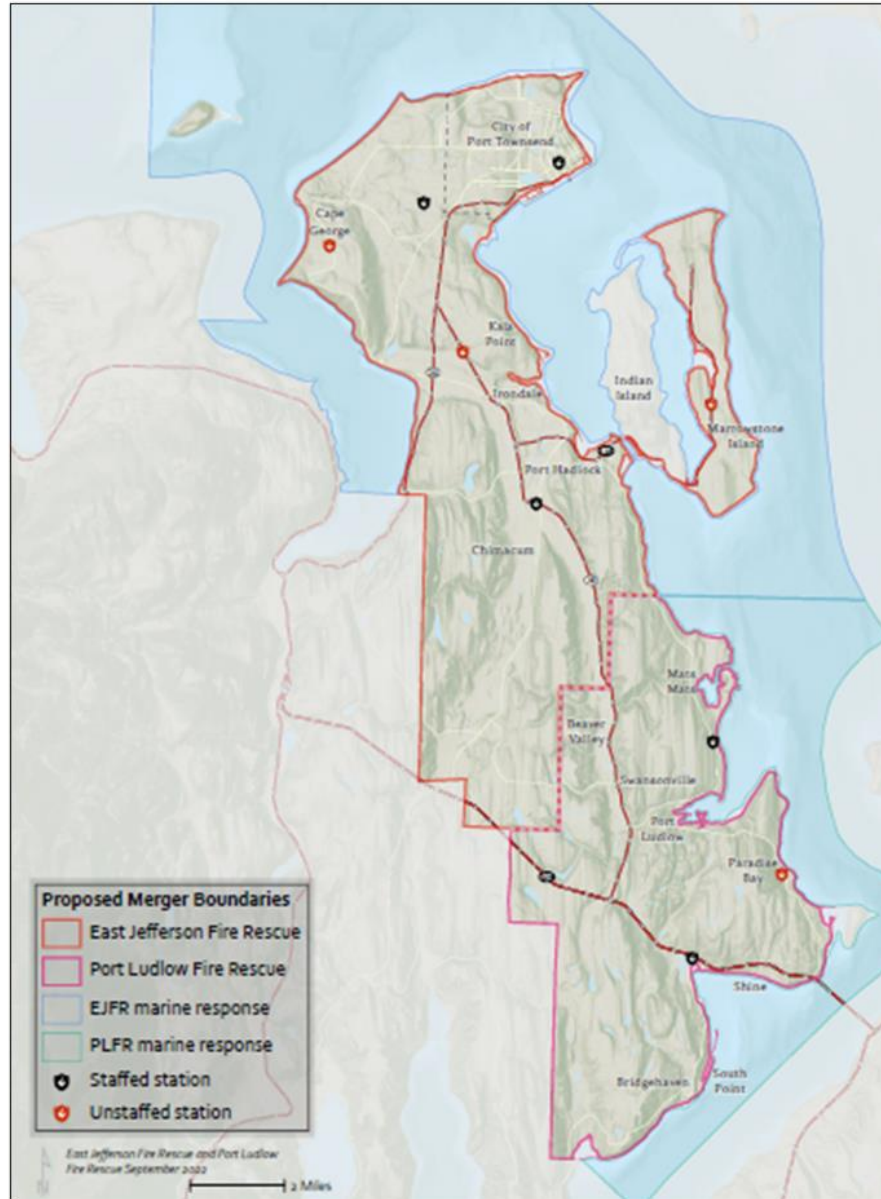 City of
Port Townsend
Cape
George
Kala
Point
Irondale
Indian
Island
Marrowstone
Island
Port Hadlock
Chimacum
Mats
Mats
Beaver
Valley
Swansonville
Port
Ludlow
Paradise
Bay
Shine
South
Point
Bridgehaven
Proposed Merger Boundaries
East Jefferson Fire Rescue
Port Ludlow Fire Rescue
EJFR marine response
PLFR marine response
Staffed station
Unstaffed station
East Jefferson Fire Rescue and Port Ludlow
Fire Rescue September 2022
N
2 Miles